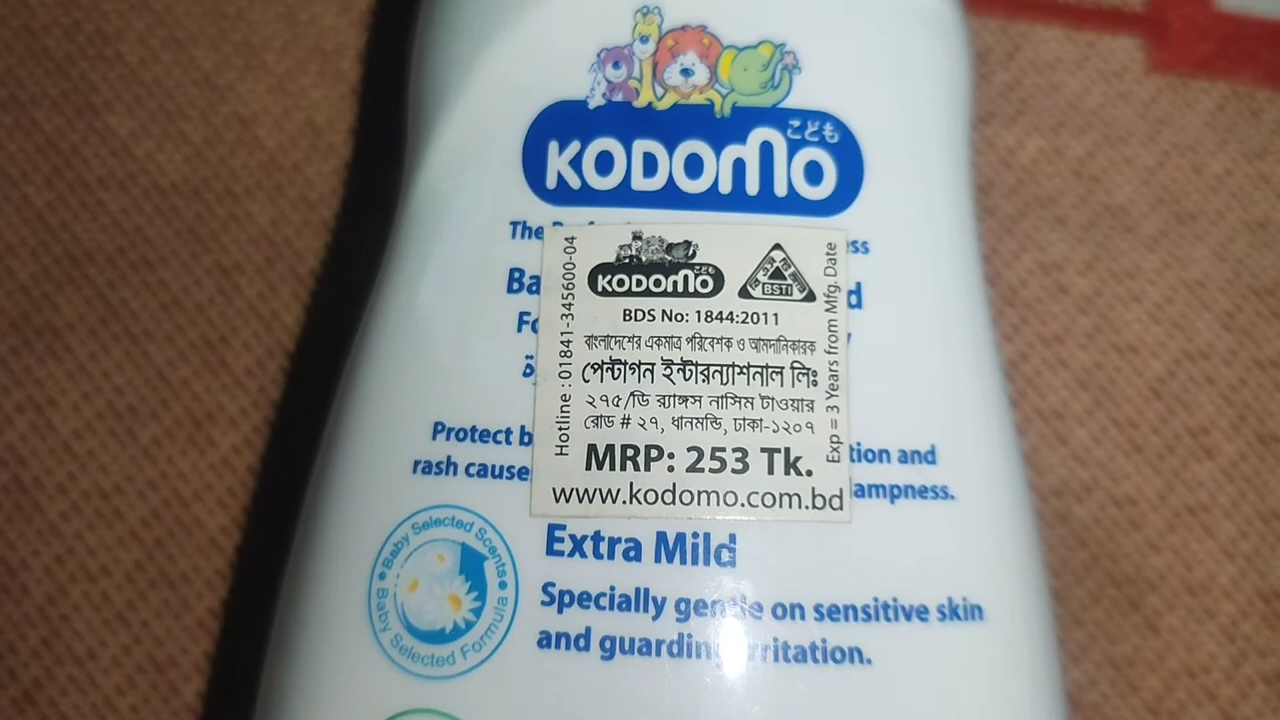 こども
KODOMO
The
ess
Ba
d
Fo
y
Protect b
tion and
rash cause
ampness.
Hotline : 01841-345600-04
こども
KODOMO
BSTI
BDS No: 1844:2011
বাংলাদেশের একমাত্র পরিবেশক ও আমদানিকারক
পেন্টাগন ইন্টারন্যাশনাল লিঃ
২৭৫/ডি র‍্যাঙ্গস নাসিম টাওয়ার
রোড # ২৭, ধানমন্ডি, ঢাকা-১২০৭
MRP: 253 Tk.
www.kodomo.com.bd
Exp = 3 Years from Mfg. Date
Baby Selected Scents
Baby Selected Formula
Extra Mild
Specially gentle on sensitive skin
and guarding irritation.